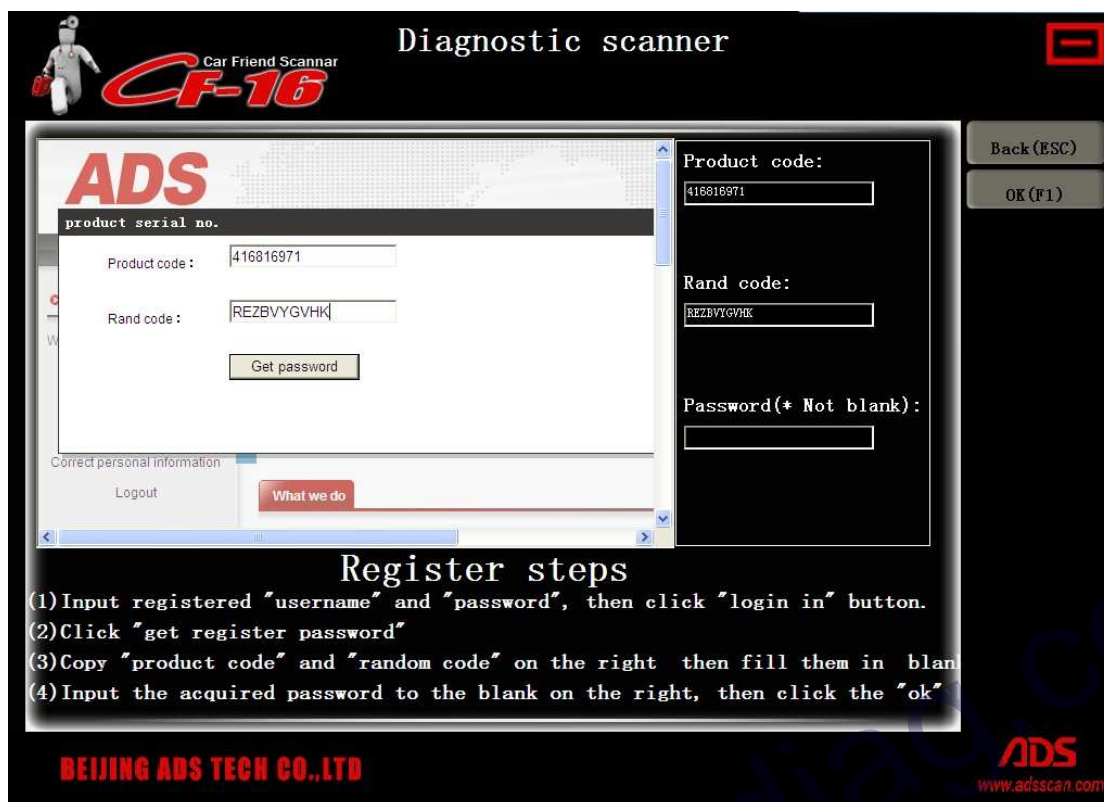 Diagnostic scanner
Car Friend Scannar
CF-16
Back(ESC)
OK(F1)
ADS
product serial no.
Product code:
416816971
Rand code:
REZBVYGVHK
Get password
Correct personal information
Logout
What we do
Product code:
416816971
Rand code:
REZBVYGVHK
Password(* Not blank):
Register steps
(1)Input registered "username" and "password", then click "login in" button.
(2)Click "get register password"
(3)Copy "product code" and "random code" on the right then fill them in blan
(4)Input the acquired password to the blank on the right, then click the "ok"
BEIJING ADS TECH CO.,LTD
ADS
www.adsscan.com